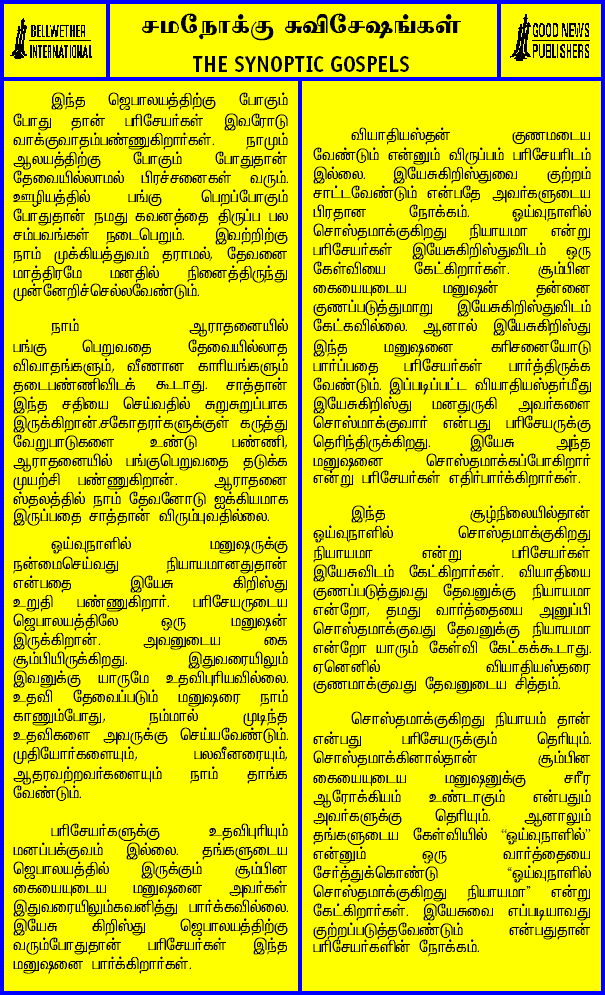 BELLWETHER
INTERNATIONAL
சமநோக்கு சுவிசேஷங்கள்
THE SYNOPTIC GOSPELS
GOOD NEWS
PUBLISHERS
இந்த ஜெபாலயத்திற்கு போகும்
போது தான் பரிசேயர்கள் இவரோடு
வாக்குவாதம்பண்ணுகிறார்கள். நாமும்
ஆலயத்திற்கு போகும் போதுதான்
தேவையில்லாமல் பிரச்சனைகள் வரும்.
ஊழியத்தில் பங்கு பெறப்போகும்
போதுதான் நமது கவனத்தை திருப்ப பல
சம்பவங்கள் நடைபெறும். இவற்றிற்கு
நாம் முக்கியத்துவம் தராமல், தேவனை
மாத்திரமே மனதில் நினைத்திருந்து
முன்னேறிச்செல்லவேண்டும்.
நாம் ஆராதனையில்
பங்கு பெறுவதை தேவையில்லாத
விவாதங்களும், வீணான காரியங்களும்
தடைபண்ணிவிடக் கூடாது. சாத்தான்
இந்த சதியை செய்வதில் சுறுசுறுப்பாக
இருக்கிறான்.சகோதரர்களுக்குள் கருத்து
வேறுபாடுகளை உண்டு பண்ணி,
ஆராதனையில் பங்குபெறுவதை தடுக்க
முயற்சி பண்ணுகிறான். ஆராதனை
ஸ்தலத்தில் நாம் தேவனோடு ஐக்கியமாக
இருப்பதை சாத்தான் விரும்புவதில்லை.
ஓய்வுநாளில் மனுஷருக்கு
நன்மைசெய்வது நியாயமானதுதான்
என்பதை இயேசு கிறிஸ்து
உறுதி பண்ணுகிறார். பரிசேயருடைய
ஜெபாலயத்திலே ஒரு மனுஷன்
இருக்கிறான். அவனுடைய கை
சூம்பியிருக்கிறது. இதுவரையிலும்
இவனுக்கு யாருமே உதவிபுரியவில்லை.
உதவி தேவைப்படும் மனுஷரை நாம்
காணும்போது, நம்மால் முடிந்த
உதவிகளை அவருக்கு செய்யவேண்டும்.
முதியோர்களையும், பலவீனரையும்,
ஆதரவற்றவர்களையும் நாம் தாங்க
வேண்டும்.
பரிசேயர்களுக்கு உதவிபுரியும்
மனப்பக்குவம் இல்லை. தங்களுடைய
ஜெபாலயத்தில் இருக்கும் சூம்பின
கையையுடைய மனுஷனை அவர்கள்
இதுவரையிலும்கவனித்து பார்க்கவில்லை.
இயேசு கிறிஸ்து ஜெபாலயத்திற்கு
வரும்போதுதான் பரிசேயர்கள் இந்த
மனுஷனை பார்க்கிறார்கள்.
வியாதியஸ்தன் குணமடைய
வேண்டும் என்னும் விருப்பம் பரிசேயரிடம்
இல்லை. இயேசுகிறிஸ்துவை குற்றம்
சாட்டவேண்டும் என்பதே அவர்களுடைய
பிரதான நோக்கம். ஓய்வுநாளில்
சொஸ்தமாக்குகிறது நியாயமா என்று
பரிசேயர்கள் இயேசுகிறிஸ்துவிடம் ஒரு
கேள்வியை கேட்கிறார்கள். சூம்பின
கையையுடைய மனுஷன் தன்னை
குணப்படுத்துமாறு இயேசுகிறிஸ்துவிடம்
கேட்கவில்லை. ஆனால் இயேசுகிறிஸ்து
இந்த மனுஷனை கரிசனையோடு
பார்ப்பதை பரிசேயர்கள் பார்த்திருக்க
வேண்டும். இப்படிப்பட்ட வியாதியஸ்தர்மீது
இயேசுகிறிஸ்து மனதுருகி அவர்களை
சொஸ்மாக்குவார் என்பது பரிசேயருக்கு
தெரிந்திருக்கிறது. இயேசு அந்த
மனுஷனை சொஸ்தமாக்கப்போகிறார்
என்று பரிசேயர்கள் எதிர்பார்க்கிறார்கள்.
இந்த சூழ்நிலையில்தான்
ஓய்வுநாளில் சொஸ்தமாக்குகிறது
நியாயமா என்று பரிசேயர்கள்
இயேசுவிடம் கேட்கிறார்கள். வியாதியை
குணப்படுத்துவது தேவனுக்கு நியாயமா
என்றோ, தமது வார்த்தையை அனுப்பி
சொஸ்தமாக்குவது தேவனுக்கு நியாயமா
என்றோ யாரும் கேள்வி கேட்கக்கூடாது.
ஏனெனில் வியாதியஸ்தரை
குணமாக்குவது தேவனுடைய சித்தம்.
சொஸ்தமாக்குகிறது நியாயம் தான்
என்பது பரிசேயருக்கும் தெரியும்.
சொஸ்தமாக்கினால்தான் சூம்பின
கையையுடைய மனுஷனுக்கு சரீர
ஆரோக்கியம் உண்டாகும் என்பதும்
அவர்களுக்கு தெரியும். ஆனாலும்
தங்களுடைய கேள்வியில் “ஓய்வுநாளில்”
என்னும் ஒரு வார்த்தையை
சேர்த்துக்கொண்டு “ஓய்வுநாளில்
சொஸ்தமாக்குகிறது நியாயமா” என்று
கேட்கிறார்கள். இயேசுவை எப்படியாவது
குற்றப்படுத்தவேண்டும் என்பதுதான்
பரிசேயர்களின் நோக்கம்.